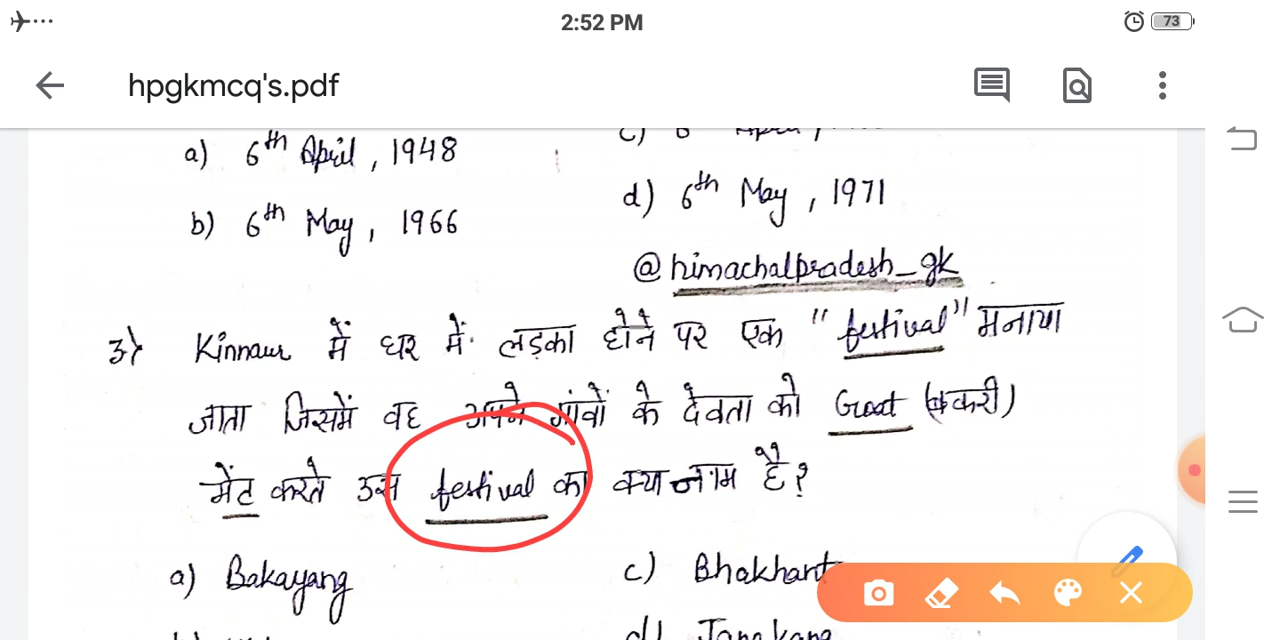 2:52 PM
73
hpgkmcq's.pdf
a) 6th April, 1948
c) 6
b) 6th May, 1966
d) 6th May, 1971
@himachalpradesh_gk
3} Kinnaur में घर में लड़का होने पर एक "festival" मनाया
जाता जिसमें वह अपने गांवों के देवता को Goat (बकरी)
भेंट करते उस festival का क्या नाम है?
a) Bakayang
c) Bhakhant